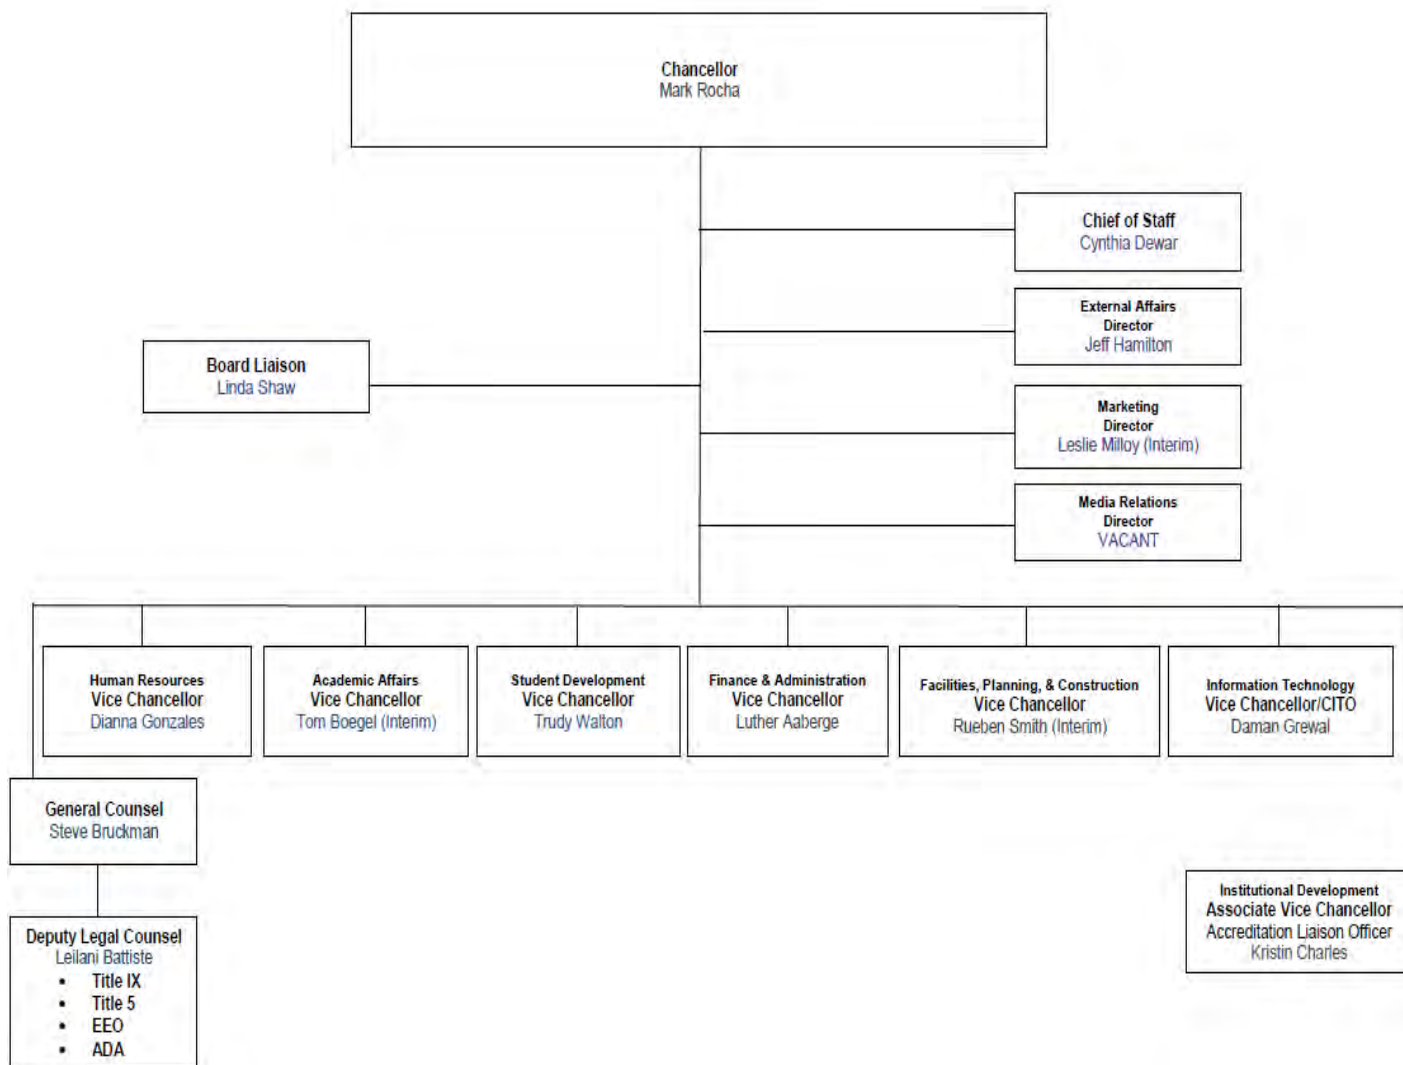 Chancellor
Mark Rocha
Chief of Staff
Cynthia Dewar
External Affairs
Director
Jeff Hamilton
Board Liaison
Linda Shaw
Marketing
Director
Leslie Milloy (Interim)
Media Relations
Director
VACANT
Human Resources
Vice Chancellor
Dianna Gonzales
Academic Affairs
Vice Chancellor
Tom Boegel (Interim)
Student Development
Vice Chancellor
Trudy Walton
Finance & Administration
Vice Chancellor
Luther Aaberge
Facilities, Planning, & Construction
Vice Chancellor
Rueben Smith (Interim)
Information Technology
Vice Chancellor/CITO
Daman Grewal
General Counsel
Steve Bruckman
Institutional Development
Associate Vice Chancellor
Accreditation Liaison Officer
Kristin Charles
Deputy Legal Counsel
Leilani Battiste
• Title IX
• Title 5
• EEO
• ADA